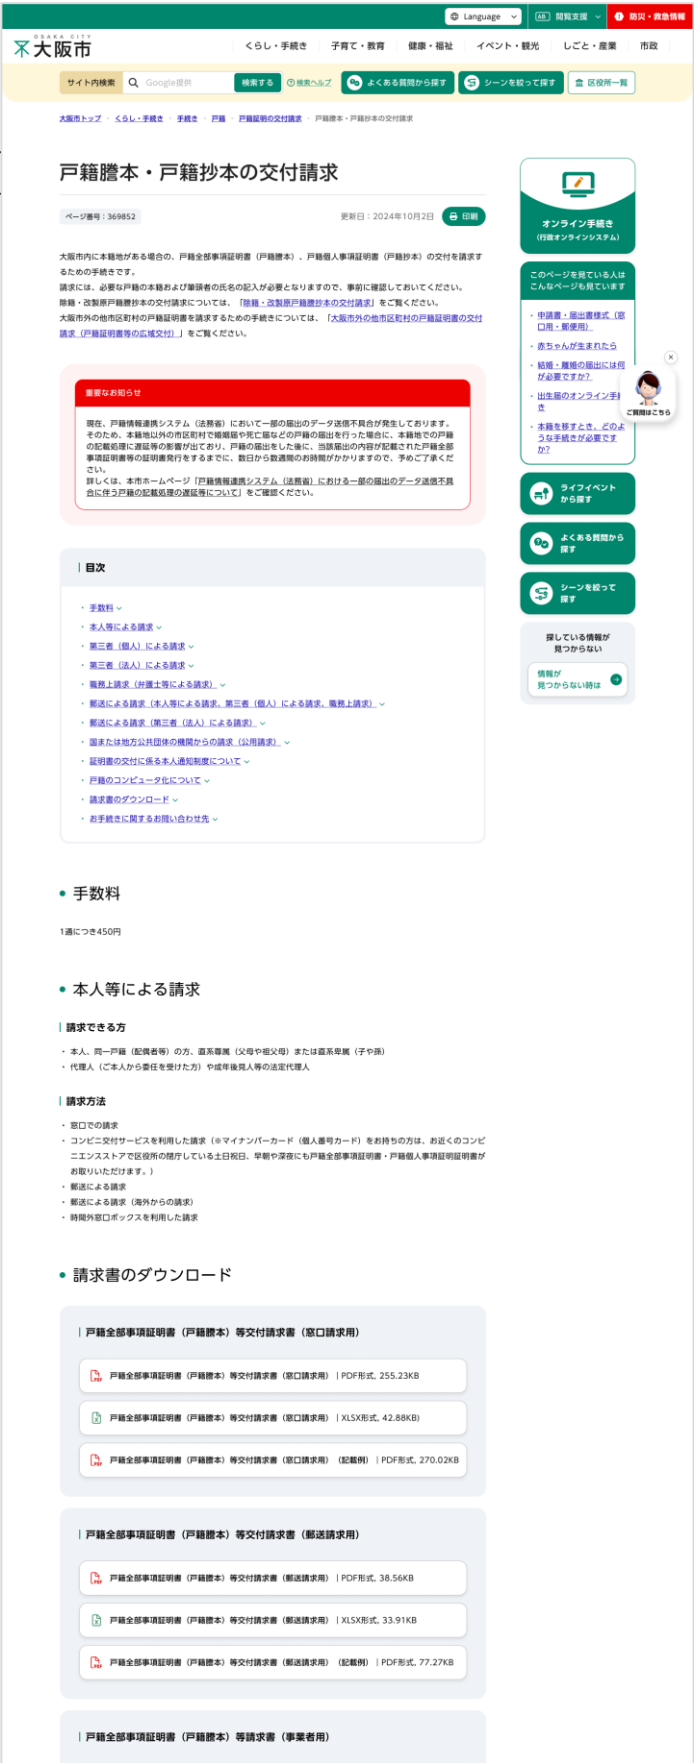 Language
AB 閲覧支援
防災・救急情報
OSAKA CITY
大阪市
くらし・手続き
子育て・教育
健康・福祉
イベント・観光
しごと・産業
市政
サイト内検索
Google提供
検索する
検索ヘルプ
よくある質問から探す
シーンを絞って探す
区役所一覧
大阪市トップ
くらし・手続き
手続き
戸籍
戸籍証明の交付請求
戸籍謄本・戸籍抄本の交付請求
戸籍謄本・戸籍抄本の交付請求
ページ番号：369852
更新日：2024年10月2日
印刷
大阪市内に本籍地がある場合の、戸籍全部事項証明書（戸籍謄本）、戸籍個人事項証明書（戸籍抄本）の交付を請求す
るための手続きです。
請求には、必要な戸籍の本籍および筆頭者の氏名の記入が必要となりますので、事前に確認しておいてください。
除籍・改製原戸籍謄抄本の交付請求については、「除籍・改製原戸籍謄抄本の交付請求」をご覧ください。
大阪市外の他市区町村の戸籍証明書を請求するための手続きについては、「大阪市外の他市区町村の戸籍証明書の交付
請求（戸籍証明書等の広域交付）」をご覧ください。
重要なお知らせ
現在、戸籍情報連携システム（法務省）において一部の届出のデータ送信不具合が発生しております。
そのため、本籍地以外の市区町村で婚姻届や死亡届などの戸籍の届出を行った場合に、本籍地での戸籍
の記載処理に遅延等の影響が出ており、戸籍の届出をした後に、当該届出の内容が記載された戸籍全部
事項証明書等の証明書発行をするまでに、数日から数週間のお時間がかかりますので、予めご了承くだ
さい。
詳しくは、本市ホームページ「戸籍情報連携システム（法務省）における一部の届出のデータ送信不具
合に伴う戸籍の記載処理の遅延等について」をご確認ください。
目次
手数料
本人等による請求
第三者（個人）による請求
第三者（法人）による請求
職務上請求（弁護士等による請求）
郵送による請求（本人等による請求、第三者（個人）による請求、職務上請求）
郵送による請求（第三者（法人）による請求）
国または地方公共団体の機関からの請求（公用請求）
証明書の交付に係る本人通知制度について
戸籍のコンピュータ化について
請求書のダウンロード
お手続きに関するお問い合わせ先
手数料
1通につき450円
本人等による請求
請求できる方
・本人、同一戸籍（配偶者等）の方、直系尊属（父母や祖父母）または直系卑属（子や孫）
・代理人（ご本人から委任を受けた方）や成年後見人等の法定代理人
請求方法
・窓口での請求
・コンビニ交付サービスを利用した請求（※マイナンバーカード（個人番号カード）をお持ちの方は、お近くのコンビ
ニエンスストアで区役所の閉庁している土日祝日、早朝や深夜にも戸籍全部事項証明書・戸籍個人事項証明証明書が
お取りいただけます。）
・郵送による請求
・郵送による請求（海外からの請求）
・時間外窓口ボックスを利用した請求
請求書のダウンロード
戸籍全部事項証明書（戸籍謄本）等交付請求書（窓口請求用）
戸籍全部事項証明書（戸籍謄本）等交付請求書（窓口請求用）｜PDF形式, 255.23KB
戸籍全部事項証明書（戸籍謄本）等交付請求書（窓口請求用）｜XLSX形式, 42.88KB)
戸籍全部事項証明書（戸籍謄本）等交付請求書（窓口請求用）（記載例）｜PDF形式, 270.02KB
戸籍全部事項証明書（戸籍謄本）等交付請求書（郵送請求用）
戸籍全部事項証明書（戸籍謄本）等交付請求書（郵送請求用）｜PDF形式, 38.56KB
戸籍全部事項証明書（戸籍謄本）等交付請求書（郵送請求用）｜XLSX形式, 33.91KB
戸籍全部事項証明書（戸籍謄本）等交付請求書（郵送請求用）（記載例）｜PDF形式, 77.27KB
戸籍全部事項証明書（戸籍謄本）等請求書（事業者用）
オンライン手続き
（行政オンラインシステム）
このページを見ている人は
こんなページも見ています
・申請書・届出書様式（窓
口用・郵便用）
・赤ちゃんが生まれたら
・結婚・離婚の届出には何
が必要ですか?
・出生届のオンライン手続
き
・本籍を移すとき、どのよ
うな手続きが必要です
か?
ご質問はこちら
ライフイベント
から探す
よくある質問から
探す
シーンを絞って
探す
探している情報が
見つからない
情報が
見つからない時は